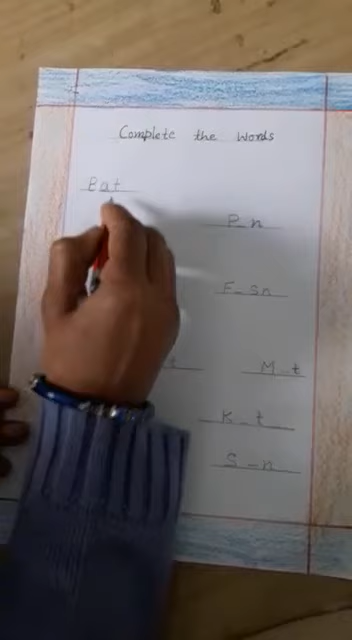 Complete the Words
Bat
P_n
F_sn
t M_t
K_t
S_n